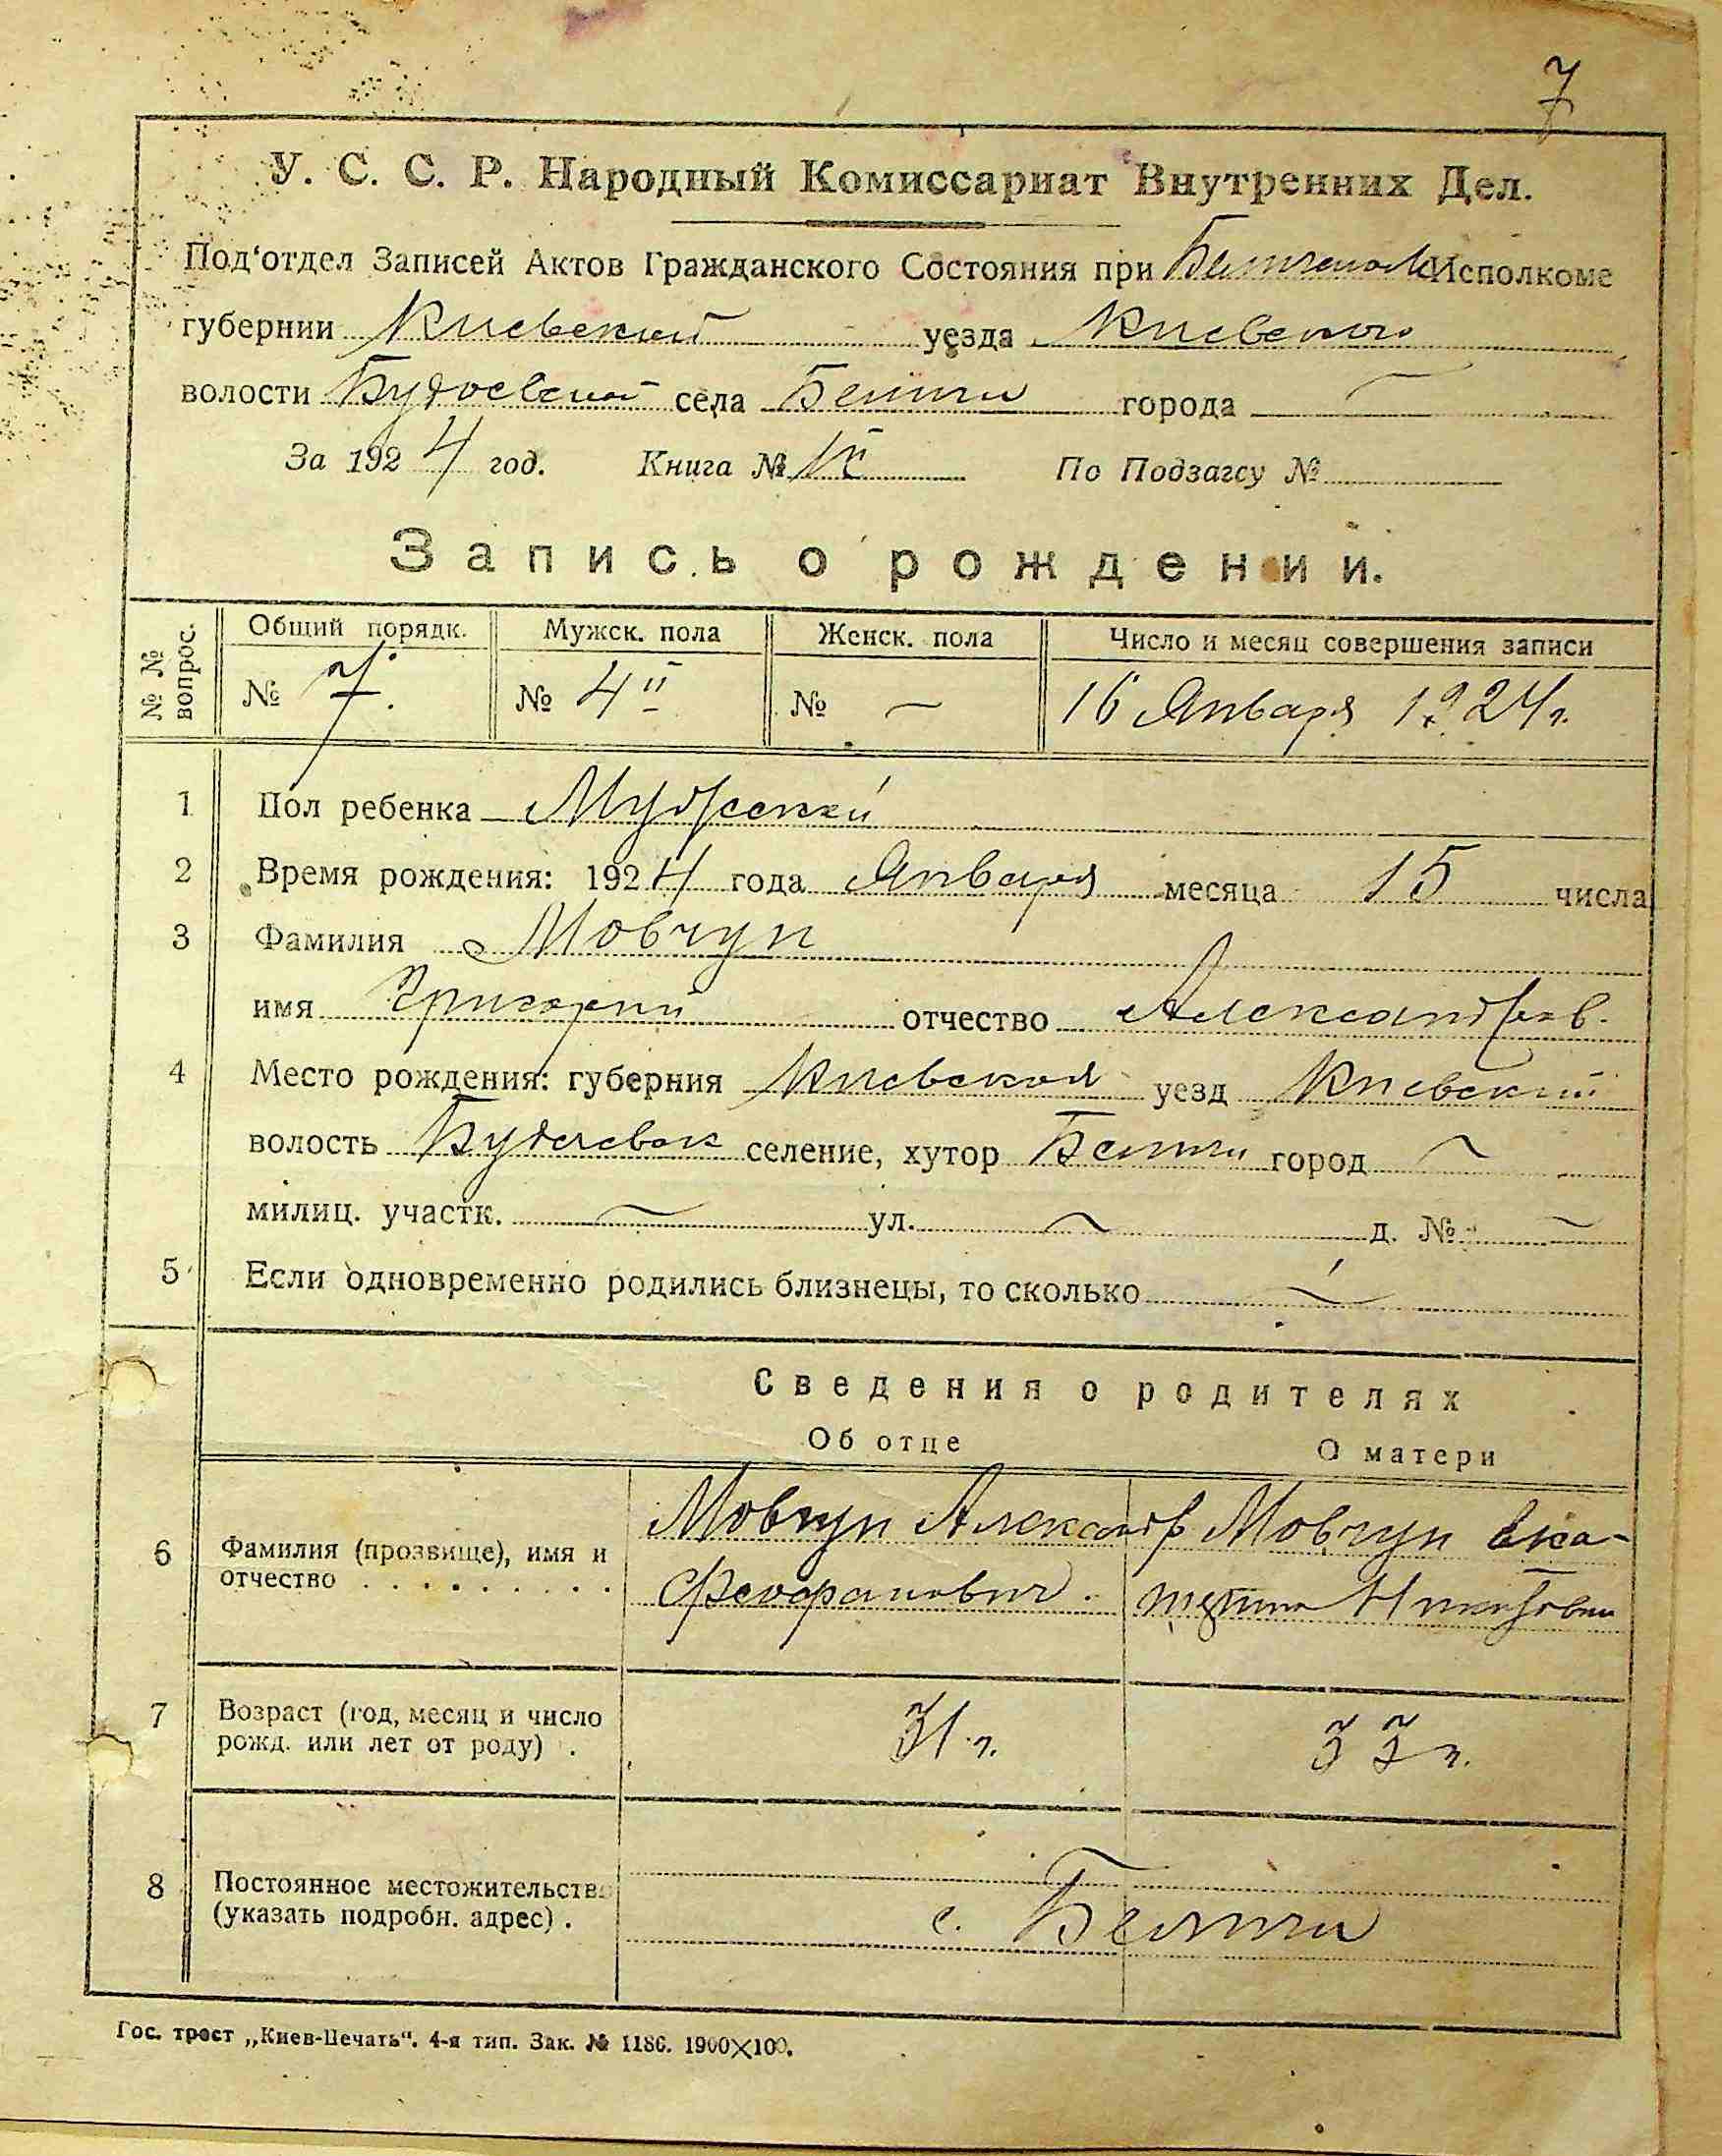 7
У. С. С. Р. Народный Комиссариат Внутренних Дел.
Под‘отдел Записей Актов Гражданского Состояния при Исполкоме
губернии Киевской уезда Киевского
волости села города —
За 1924 год. Книга № По Подзагсу №
Запись о рождении.
№ № вопрос. Общий порядк. Мужск. пола Женск. пола Число и месяц совершения записи
№ 7. № 4 № — 16 Января 1924 г.
1 Пол ребенка Мужской
2 Время рождения: 1924 года Января месяца 15 числа
3 Фамилия Мовчун
имя Григорий отчество Александров.
4 Место рождения: губерния Киевская уезд Киевский
волость селение, хутор город —
милиц. участк. — ул. — д. № —
5 Если одновременно родились близнецы, то сколько —
Сведения о родителях
Об отце О матери
6 Фамилия (прозвище), имя и отчество . . . . . . . . . .
Мовчун Александр Феофанович.
Мовчун Ека-
7 Возраст (год, месяц и число рожд. или лет от роду) .
31 г. 33 г.
8 Постоянное местожительство (указать подробн. адрес) .
с.
Гос. трест „Киев-Печать“. 4-я тип. Зак. № 1186. 1900×100.